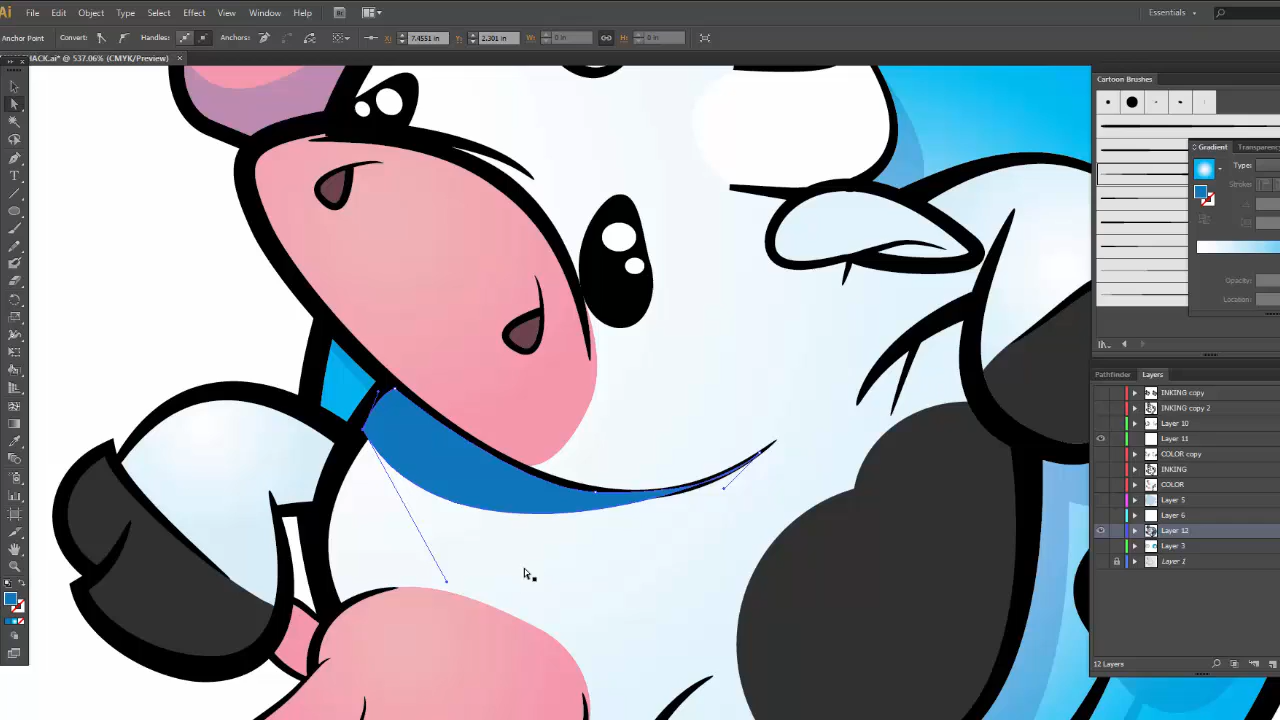 Ai File Edit Object Type Select Effect View Window Help Br Essentials
Anchor Point Convert: Handles: Anchors: X: 7.4551 in Y: 2.301 in W: 0 in H: 0 in
HACK.ai* @ 537.06% (CMYK/Preview) ×
Cartoon Brushes
Gradient Transparency
Type:
Stroke:
Opacity:
Location:
Pathfinder Layers
INKING copy
INKING copy 2
Layer 10
Layer 11
COLOR copy
INKING
COLOR
Layer 5
Layer 6
Layer 12
Layer 3
Layer 1
12 Layers